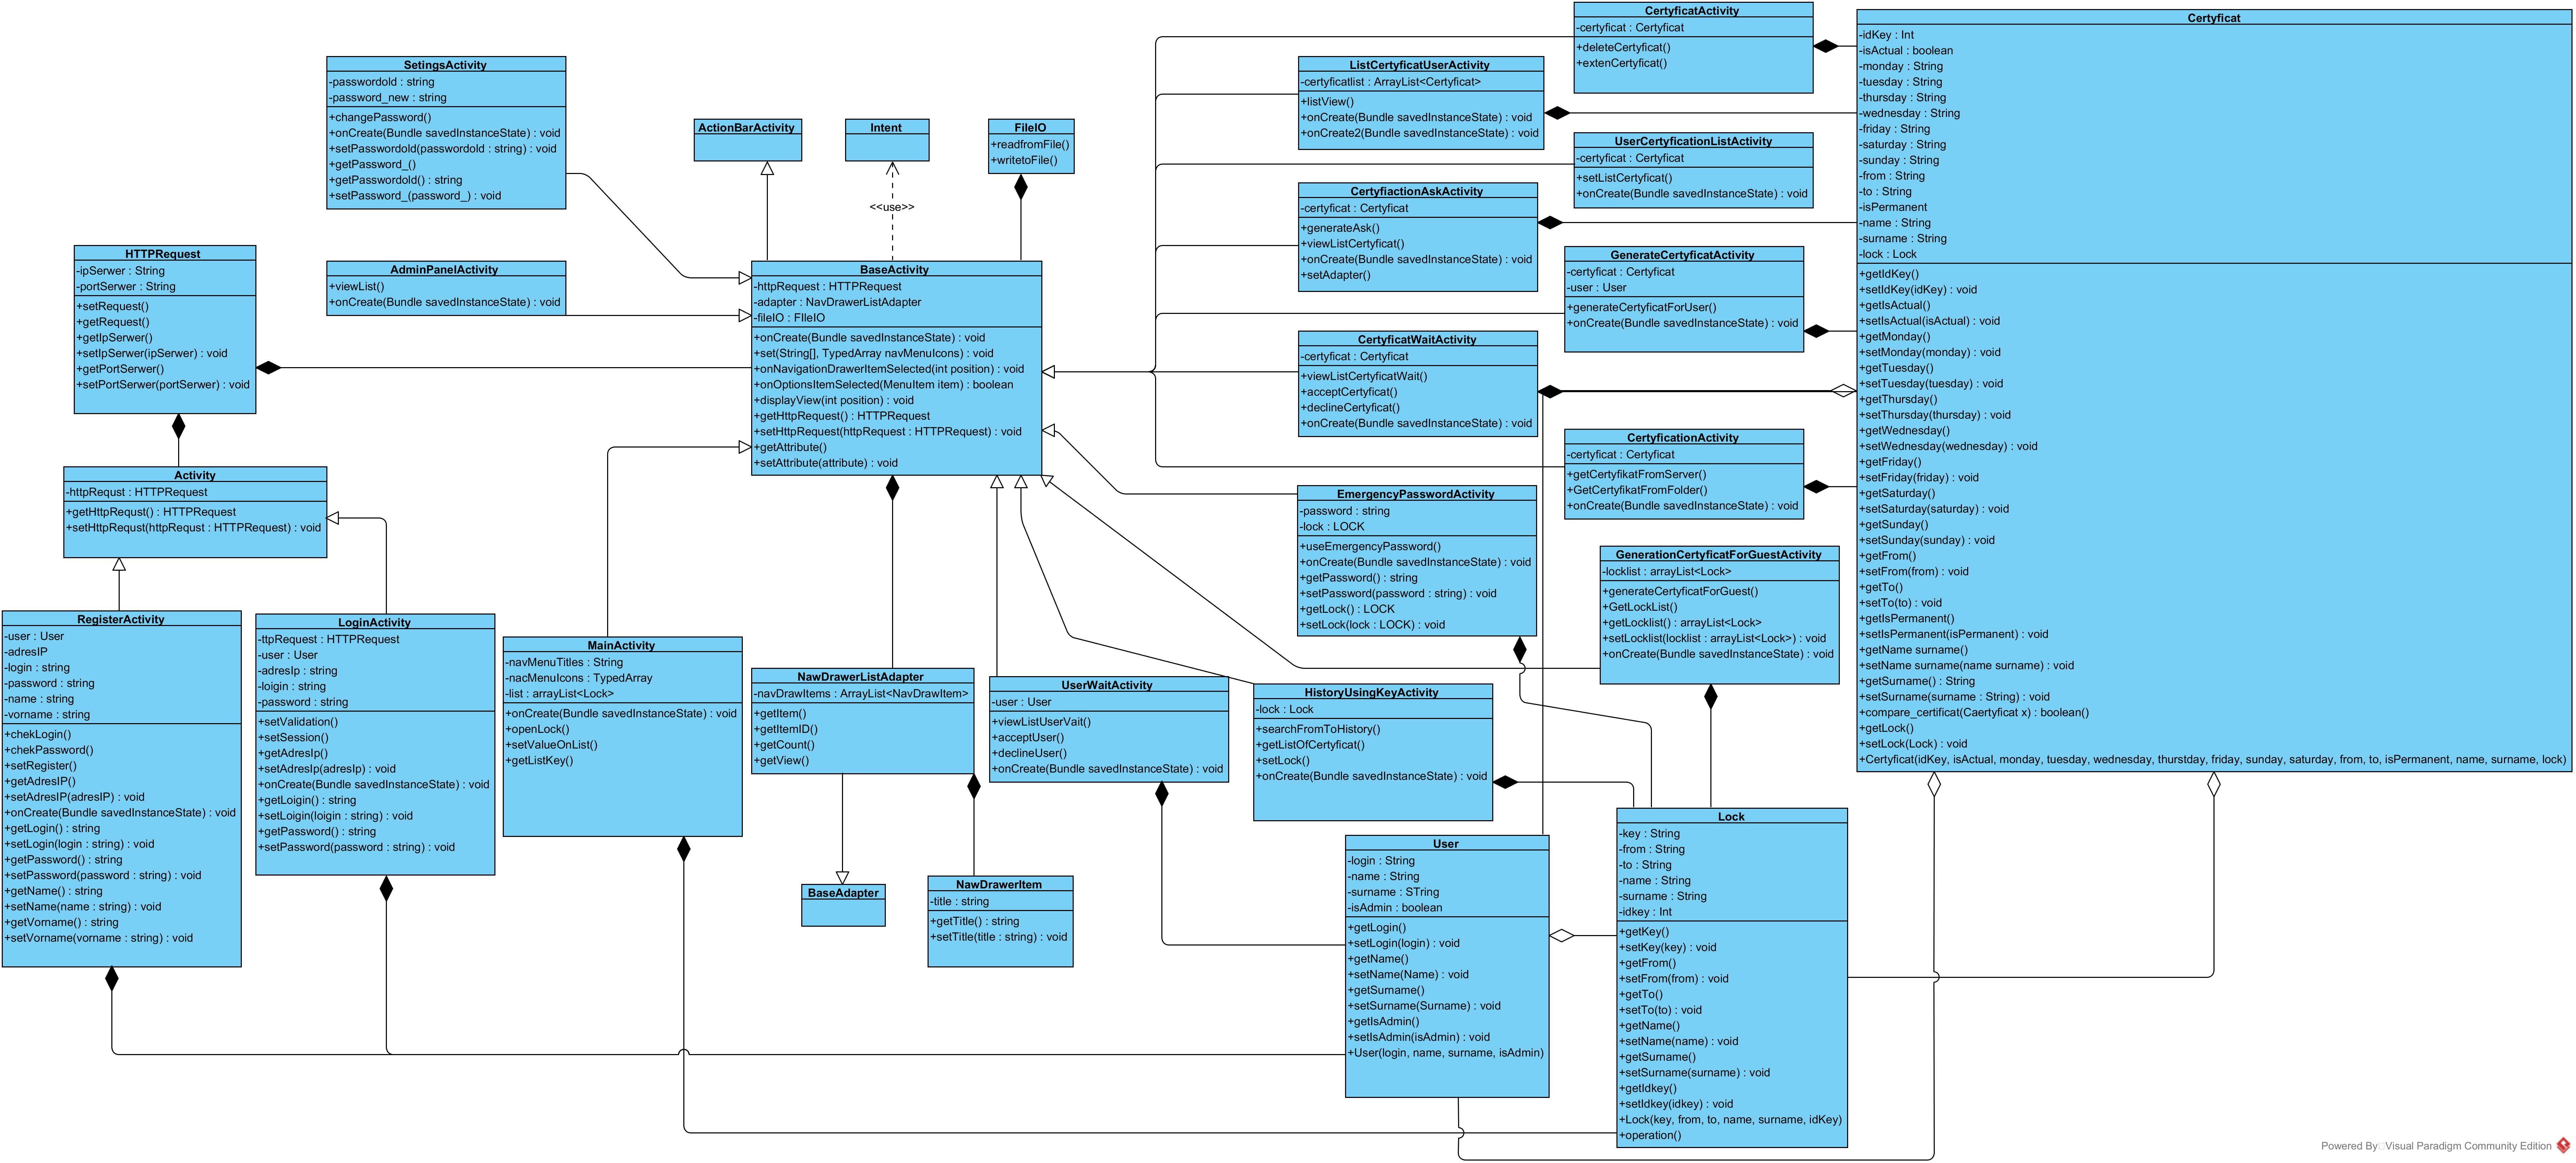 SetingsActivity
-passwordold : string
-password_new : string
+changePassword()
+onCreate(Bundle savedInstanceState) : void
+setPasswordold(passwordold : string) : void
+getPassword_()
+getPasswordold() : string
+setPassword_(password_) : void
ActionBarActivity
Intent
<<use>>
FileIO
+readfromFile()
+writetoFile()
HTTPRequest
-ipSerwer : String
-portSerwer : String
+setRequest()
+getRequest()
+getIpSerwer()
+setIpSerwer(ipSerwer) : void
+getPortSerwer()
+setPortSerwer(portSerwer) : void
AdminPanelActivity
+viewList()
+onCreate(Bundle savedInstanceState) : void
BaseActivity
-httpRequest : HTTPRequest
-adapter : NavDrawerListAdapter
-fileIO : FIleIO
+onCreate(Bundle savedInstanceState) : void
+set(String[], TypedArray navMenuIcons) : void
+onNavigationDrawerItemSelected(int position) : void
+onOptionsItemSelected(MenuItem item) : boolean
+displayView(int position) : void
+getHttpRequest() : HTTPRequest
+setHttpRequest(httpRequest : HTTPRequest) : void
+getAttribute()
+setAttribute(attribute) : void
Activity
-httpRequst : HTTPRequest
+getHttpRequst() : HTTPRequest
+setHttpRequst(httpRequst : HTTPRequest) : void
RegisterActivity
-user : User
-adresIP
-login : string
-password : string
-name : string
-vorname : string
+chekLogin()
+chekPassword()
+setRegister()
+getAdresIP()
+setAdresIP(adresIP) : void
+onCreate(Bundle savedInstanceState) : void
+getLogin() : string
+setLogin(login : string) : void
+getPassword() : string
+setPassword(password : string) : void
+getName() : string
+setName(name : string) : void
+getVorname() : string
+setVorname(vorname : string) : void
LoginActivity
-ttpRequest : HTTPRequest
-user : User
-adresIp : string
-loigin : string
-password : string
+setValidation()
+setSession()
+getAdresIp()
+setAdresIp(adresIp) : void
+onCreate(Bundle savedInstanceState) : void
+getLoigin() : string
+setLoigin(loigin : string) : void
+getPassword() : string
+setPassword(password : string) : void
MainActivity
-navMenuTitles : String
-nacMenuIcons : TypedArray
-list : arrayList<Lock>
+onCreate(Bundle savedInstanceState) : void
+openLock()
+setValueOnList()
+getListKey()
NawDrawerListAdapter
-navDrawItems : ArrayList<NavDrawItem>
+getItem()
+getItemID()
+getCount()
+getView()
BaseAdapter
NawDrawerItem
-title : string
+getTitle() : string
+setTitle(title : string) : void
UserWaitActivity
-user : User
+viewListUserVait()
+acceptUser()
+declineUser()
+onCreate(Bundle savedInstanceState) : void
HistoryUsingKeyActivity
-lock : Lock
+searchFromToHistory()
+getListOfCertyficat()
+setLock()
+onCreate(Bundle savedInstanceState) : void
CertyficatActivity
-certyficat : Certyficat
+deleteCertyficat()
+extenCertyficat()
ListCertyficatUserActivity
-certyficatlist : ArrayList<Certyficat>
+listView()
+onCreate(Bundle savedInstanceState) : void
+onCreate2(Bundle savedInstanceState) : void
UserCertyficationListActivity
-certyficat : Certyficat
+setListCertyficat()
+onCreate(Bundle savedInstanceState) : void
CertyfiactionAskActivity
-certyficat : Certyficat
+generateAsk()
+viewListCertyficat()
+onCreate(Bundle savedInstanceState) : void
+setAdapter()
GenerateCertyficatActivity
-certyficat : Certyficat
-user : User
+generateCertyficatForUser()
+onCreate(Bundle savedInstanceState) : void
CertyficatWaitActivity
-certyficat : Certyficat
+viewListCertyficatWait()
+acceptCertyficat()
+declineCertyficat()
+onCreate(Bundle savedInstanceState) : void
CertyficationActivity
-certyficat : Certyficat
+getCertyfikatFromServer()
+GetCertyfikatFromFolder()
+onCreate(Bundle savedInstanceState) : void
EmergencyPasswordActivity
-password : string
-lock : LOCK
+useEmergencyPassword()
+onCreate(Bundle savedInstanceState) : void
+getPassword() : string
+setPassword(password : string) : void
+getLock() : LOCK
+setLock(lock : LOCK) : void
GenerationCertyficatForGuestActivity
-locklist : arrayList<Lock>
+generateCertyficatForGuest()
+GetLockList()
+getLocklist() : arrayList<Lock>
+setLocklist(locklist : arrayList<Lock>) : void
+onCreate(Bundle savedInstanceState) : void
User
-login : String
-name : String
-surname : STring
-isAdmin : boolean
+getLogin()
+setLogin(login) : void
+getName()
+setName(Name) : void
+getSurname()
+setSurname(Surname) : void
+getIsAdmin()
+setIsAdmin(isAdmin) : void
+User(login, name, surname, isAdmin)
Lock
-key : String
-from : String
-to : String
-name : String
-surname : String
-idkey : Int
+getKey()
+setKey(key) : void
+getFrom()
+setFrom(from) : void
+getTo()
+setTo(to) : void
+getName()
+setName(name) : void
+getSurname()
+setSurname(surname) : void
+getIdkey()
+setIdkey(idkey) : void
+Lock(key, from, to, name, surname, idKey)
+operation()
Certyficat
-idKey : Int
-isActual : boolean
-monday : String
-tuesday : String
-thursday : String
-wednesday : String
-friday : String
-saturday : String
-sunday : String
-from : String
-to : String
-isPermanent
-name : String
-surname : String
-lock : Lock
+getIdKey()
+setIdKey(idKey) : void
+getIsActual()
+setIsActual(isActual) : void
+getMonday()
+setMonday(monday) : void
+getTuesday()
+setTuesday(tuesday) : void
+getThursday()
+setThursday(thursday) : void
+getWednesday()
+setWednesday(wednesday) : void
+getFriday()
+setFriday(friday) : void
+getSaturday()
+setSaturday(saturday) : void
+getSunday()
+setSunday(sunday) : void
+getFrom()
+setFrom(from) : void
+getTo()
+setTo(to) : void
+getIsPermanent()
+setIsPermanent(isPermanent) : void
+getName surname()
+setName surname(name surname) : void
+getSurname() : String
+setSurname(surname : String) : void
+compare_certificat(Caertyficat x) : boolean()
+getLock()
+setLock(Lock) : void
+Certyficat(idKey, isActual, monday, tuesday, wednesday, thurstday, friday, sunday, saturday, from, to, isPermanent, name, surname, lock)
Powered By Visual Paradigm Community Edition